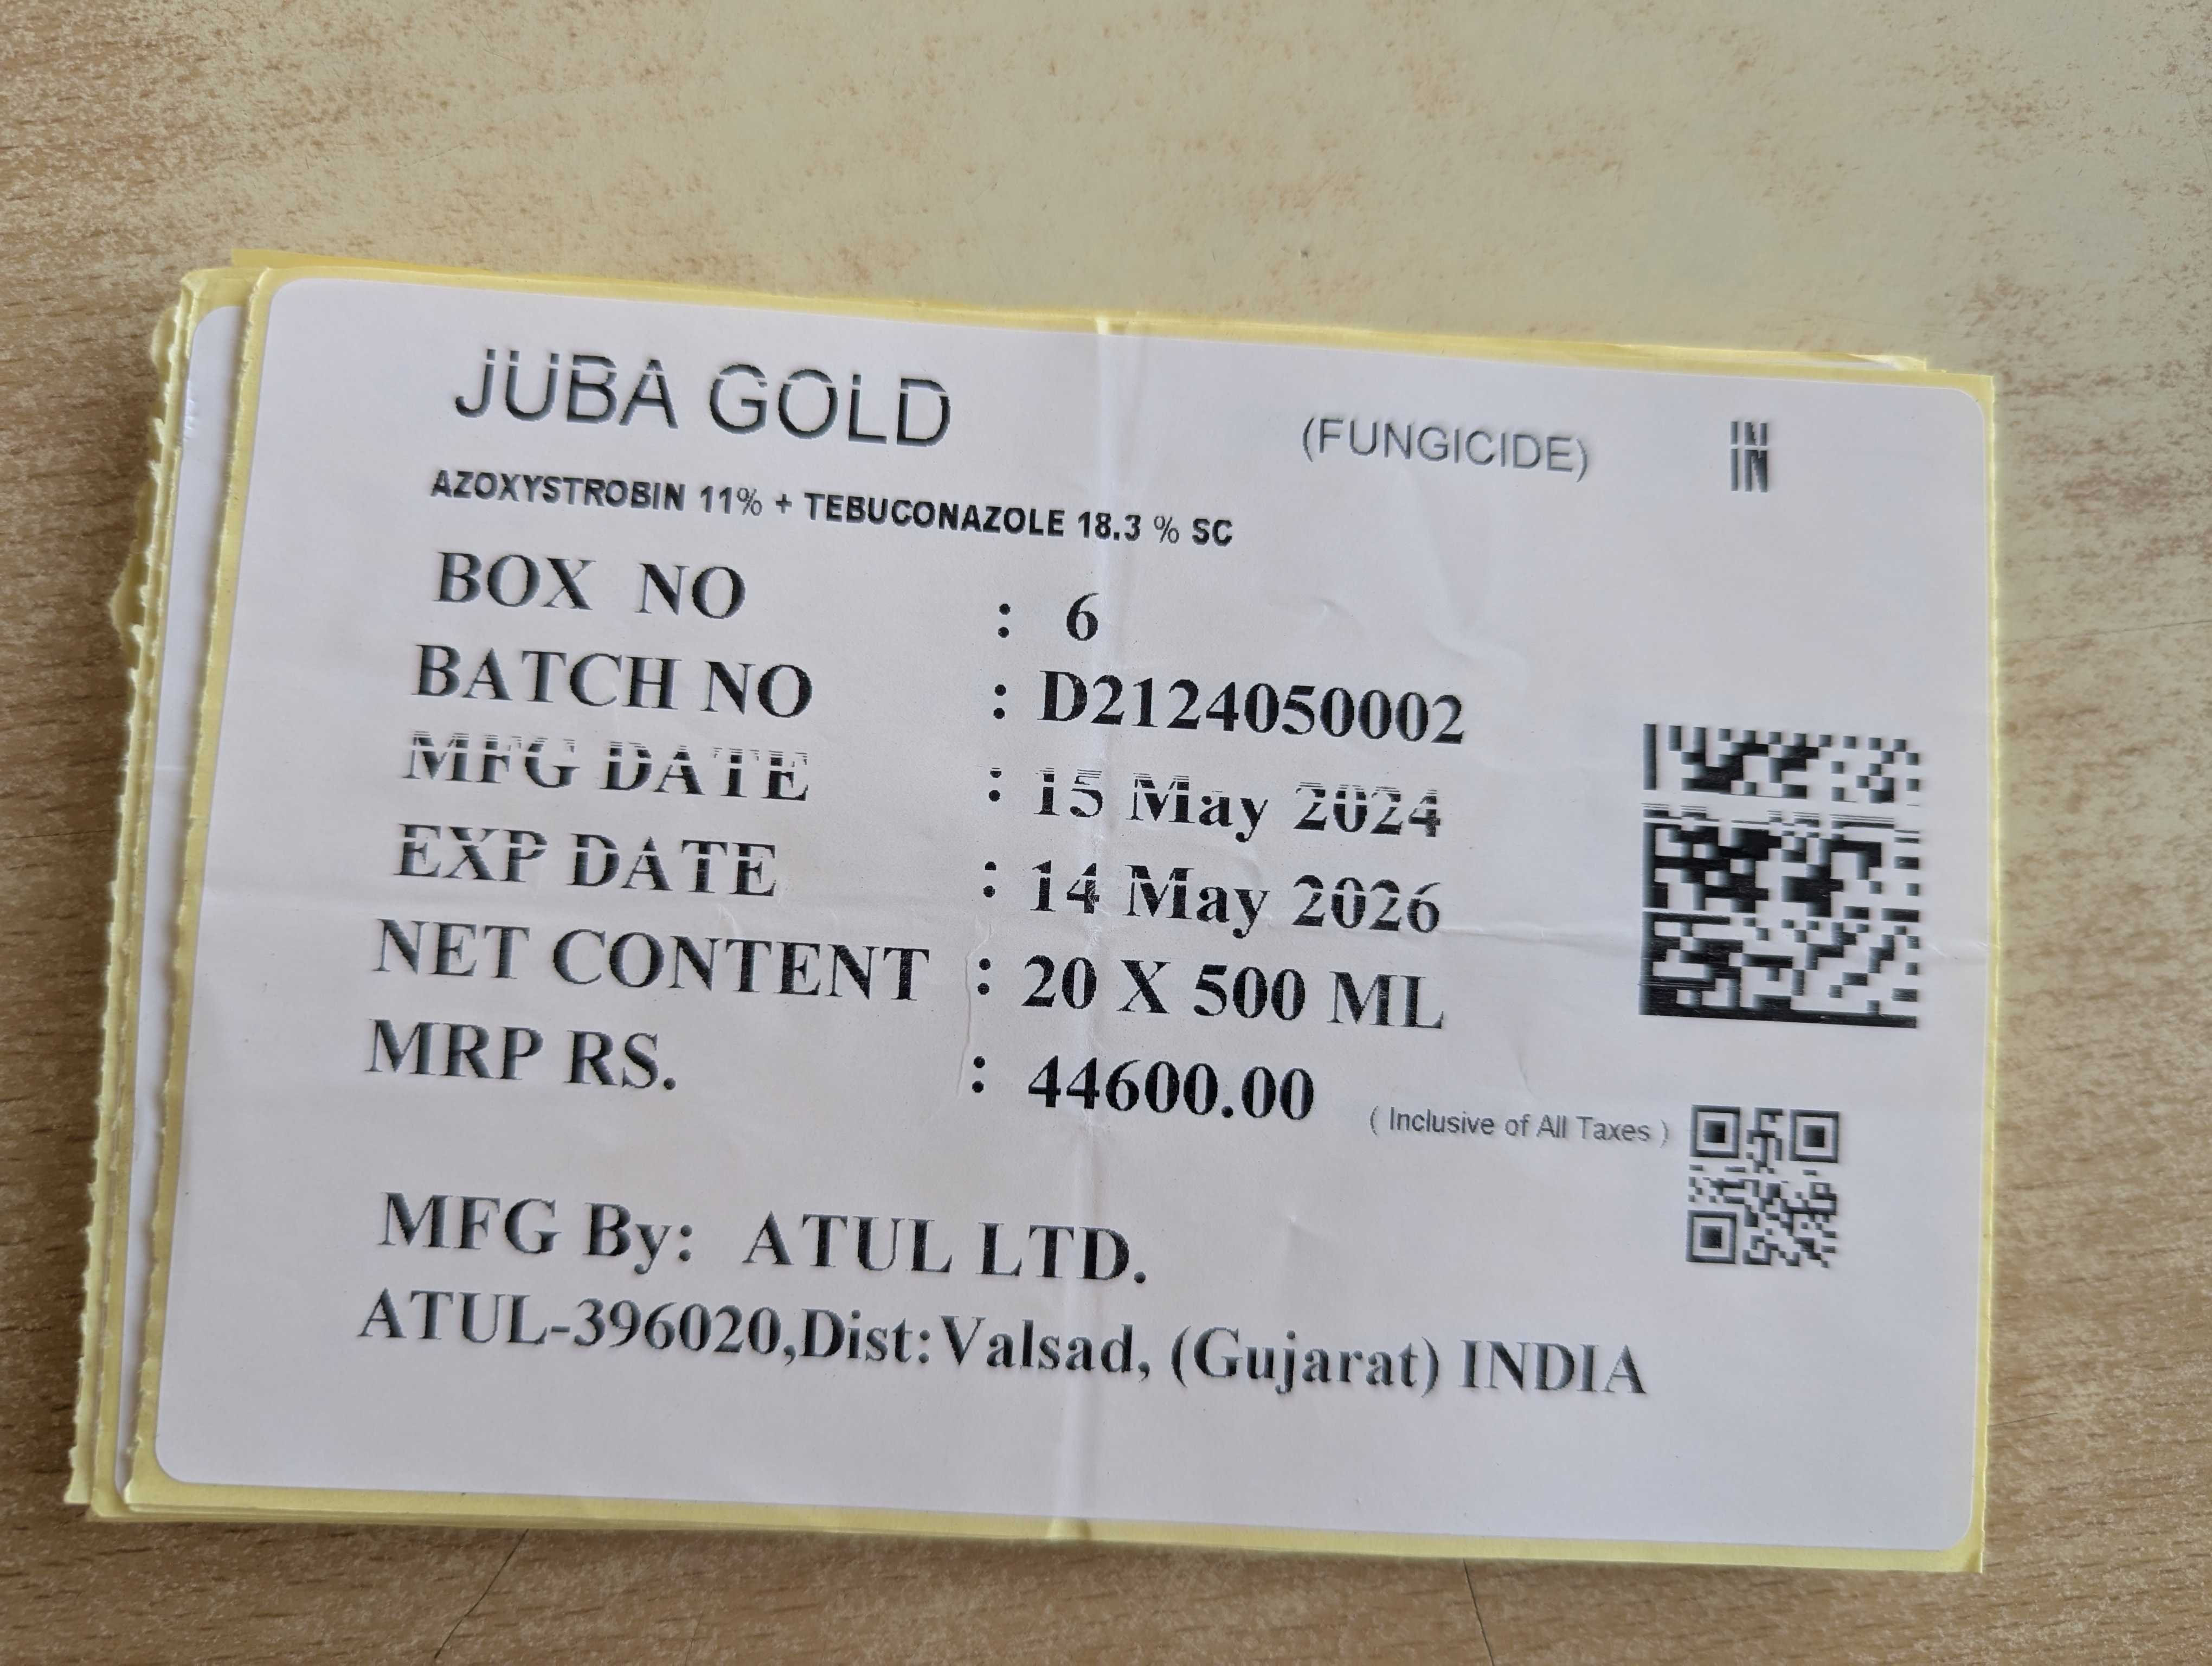 JUBA GOLD (FUNGICIDE) IN
IN
AZOXYSTROBIN 11% + TEBUCONAZOLE 18.3 % SC
BOX NO : 6
BATCH NO : D2124050002
MFG DATE : 15 May 2024
EXP DATE : 14 May 2026
NET CONTENT : 20 X 500 ML
MRP RS. : 44600.00 ( Inclusive of All Taxes )
MFG By: ATUL LTD.
ATUL-396020,Dist:Valsad, (Gujarat) INDIA